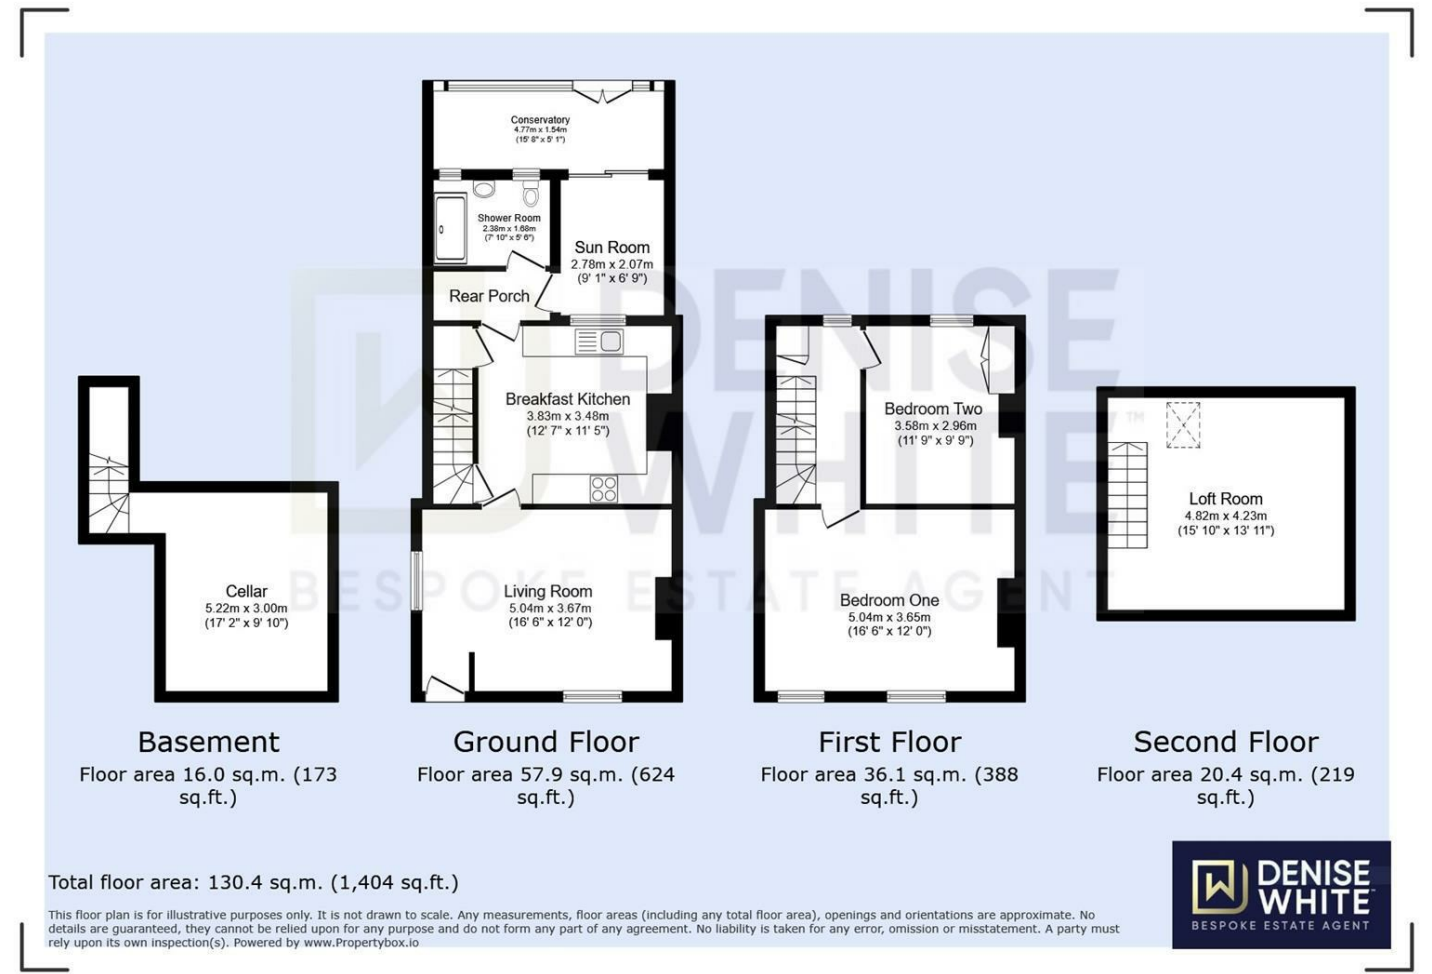 Conservatory
4.77m x 1.54m
(15' 8" x 5' 1")
Shower Room
2.38m x 1.68m
(7' 10" x 5' 6")
Sun Room
2.78m x 2.07m
(9' 1" x 6' 9")
Rear Porch
Breakfast Kitchen
3.83m x 3.48m
(12' 7" x 11' 5")
Bedroom Two
3.58m x 2.96m
(11' 9" x 9' 9")
Loft Room
4.82m x 4.23m
(15' 10" x 13' 11")
Cellar
5.22m x 3.00m
(17' 2" x 9' 10")
Living Room
5.04m x 3.67m
(16' 6" x 12' 0")
Bedroom One
5.04m x 3.65m
(16' 6" x 12' 0")
DENISE
WHITE™
BESPOKE ESTATE AGENT
Basement
Floor area 16.0 sq.m. (173
sq.ft.)
Ground Floor
Floor area 57.9 sq.m. (624
sq.ft.)
First Floor
Floor area 36.1 sq.m. (388
sq.ft.)
Second Floor
Floor area 20.4 sq.m. (219
sq.ft.)
Total floor area: 130.4 sq.m. (1,404 sq.ft.)
This floor plan is for illustrative purposes only. It is not drawn to scale. Any measurements, floor areas (including any total floor area), openings and orientations are approximate. No
details are guaranteed, they cannot be relied upon for any purpose and do not form any part of any agreement. No liability is taken for any error, omission or misstatement. A party must
rely upon its own inspection(s). Powered by www.Propertybox.io
DENISE
WHITE™
BESPOKE ESTATE AGENT